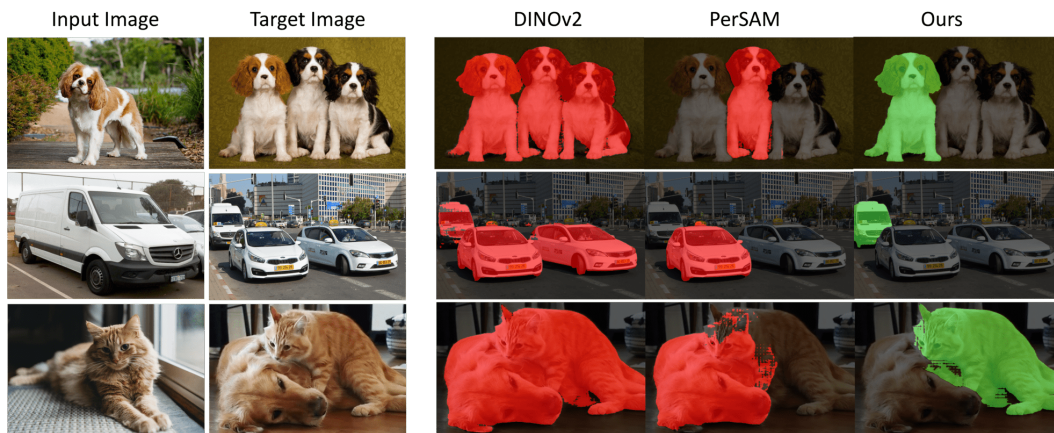 Input Image
Target Image
DINOv2
PerSAM
Ours